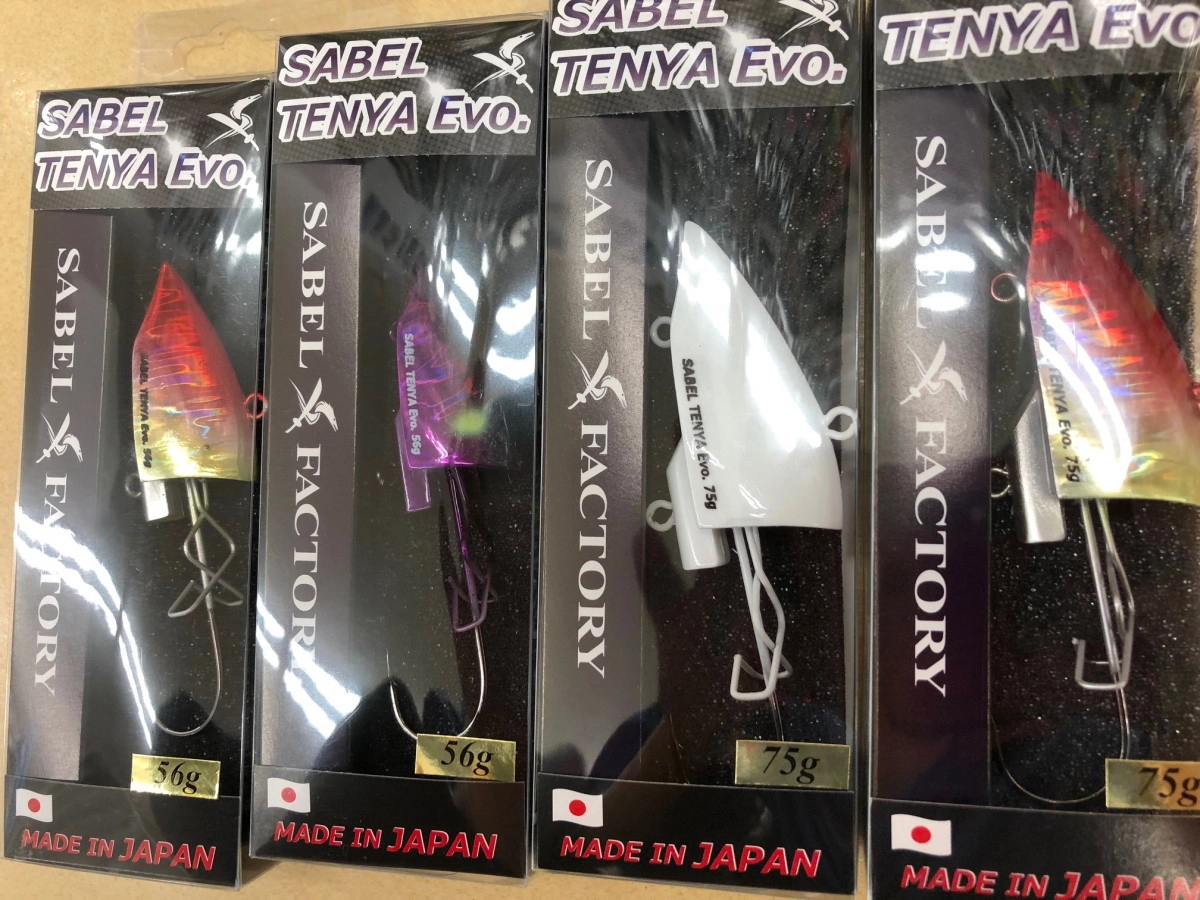 SABEL
TENYA Evo.
SABEL FACTORY
SABEL TENYA Evo. 56g
56g
MADE IN JAPAN
SABEL
TENYA Evo.
SABEL FACTORY
SABEL TENYA Evo. 56g
56g
MADE IN JAPAN
SABEL
TENYA Evo.
SABEL FACTORY
SABEL TENYA Evo. 75g
75g
MADE IN JAPAN
TENYA Evo
SABEL FACTORY
TENYA Evo. 75g
75g
MADE IN JAPAN